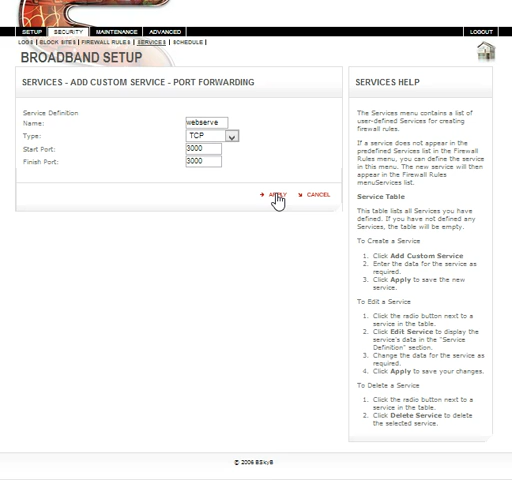 SETUP SECURITY MAINTENANCE ADVANCED LOGOUT
LOGS | BLOCK SITES | FIREWALL RULES | SERVICES | SCHEDULE |
BROADBAND SETUP
SERVICES - ADD CUSTOM SERVICE - PORT FORWARDING
Service Definition
Name: webserve
Type: TCP
Start Port: 3000
Finish Port: 3000
APPLY CANCEL
SERVICES HELP
The Services menu contains a list of
user-defined Services for creating
firewall rules.
If a service does not appear in the
predefined Services list in the Firewall
Rules menu, you can define the service
in this menu. The new service will then
appear in the Firewall Rules
menuServices list.
Service Table
This table lists all Services you have
defined. If you have not defined any
Services, the table will be empty.
To Create a Service
1. Click Add Custom Service
2. Enter the data for the service as
required.
3. Click Apply to save the new
service.
To Edit a Service
1. Click the radio button next to a
service in the table.
2. Click Edit Service to display the
service's data in the "Service
Definition" section.
3. Change the data for the service as
required.
4. Click Apply to save your changes.
To Delete a Service
1. Click the radio button next to a
service in the table.
2. Click Delete Service to delete
the selected service.
© 2006 BSkyB